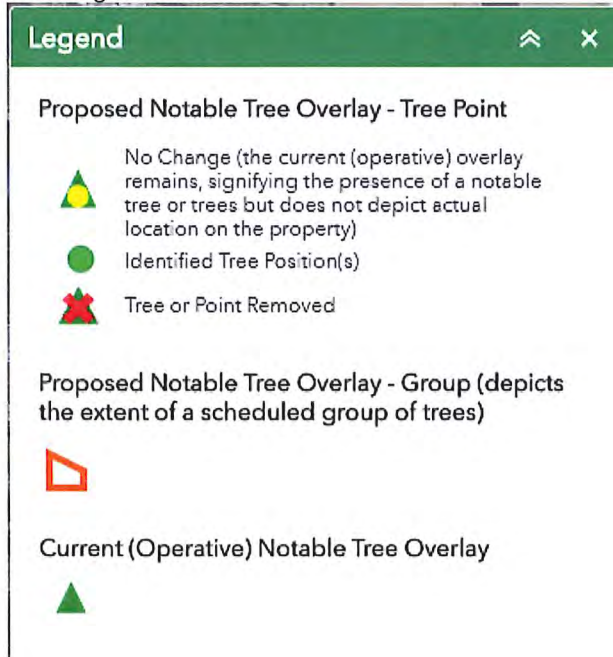 Legend
Proposed Notable Tree Overlay - Tree Point
No Change (the current (operative) overlay
remains, signifying the presence of a notable
tree or trees but does not depict actual
location on the property)
Identified Tree Position(s)
Tree or Point Removed
Proposed Notable Tree Overlay - Group (depicts
the extent of a scheduled group of trees)
Current (Operative) Notable Tree Overlay